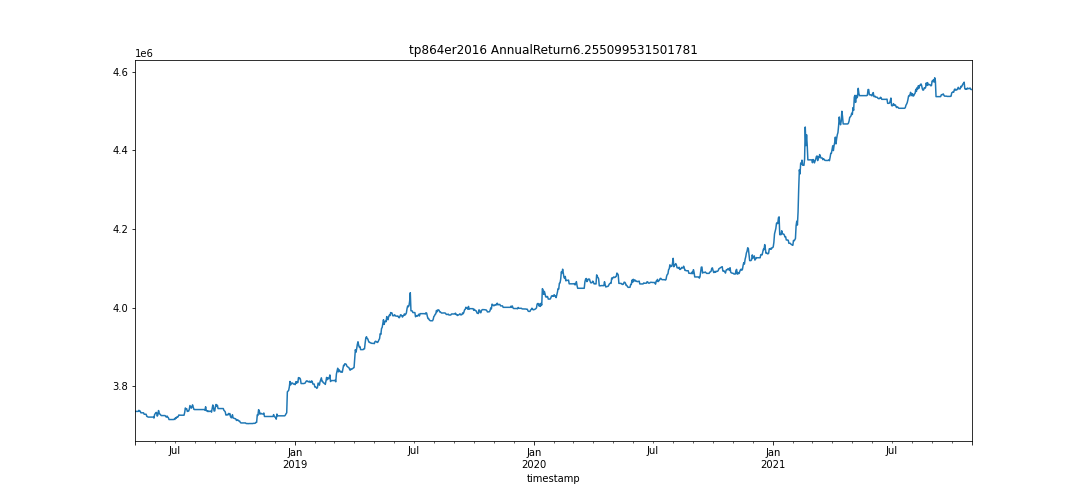 tp864er2016 AnnualReturn6.255099531501781
1e6
4.6
4.4
4.2
4.0
3.8
Jul Jan Jul Jan Jul Jan Jul
2019 2020 2021
timestamp